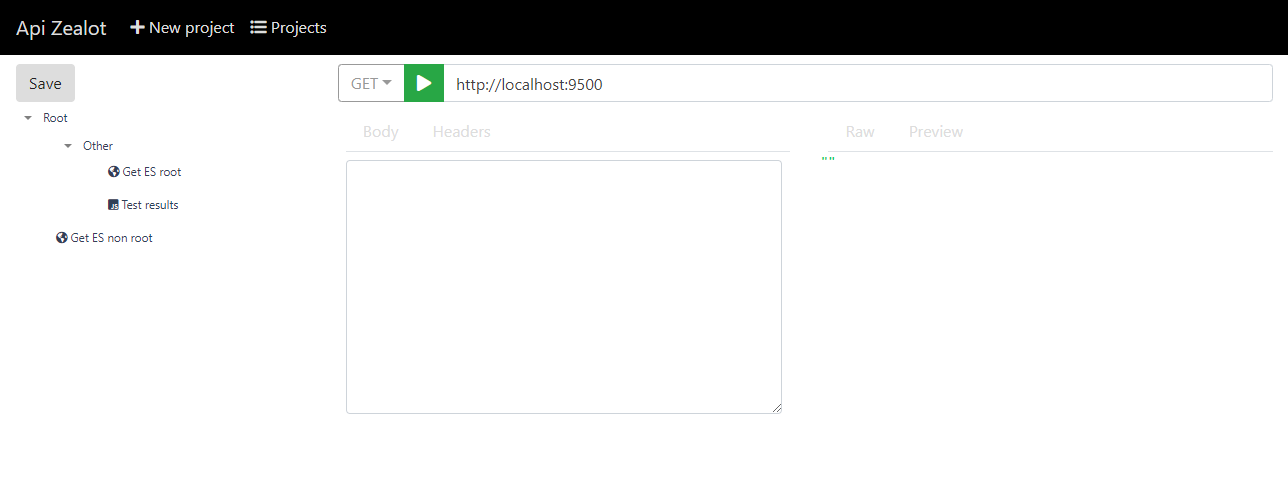 Api Zealot New project Projects
Save GET http://localhost:9500
Root
Body Headers Raw Preview
Other
""
Get ES root
JS Test results
Get ES non root